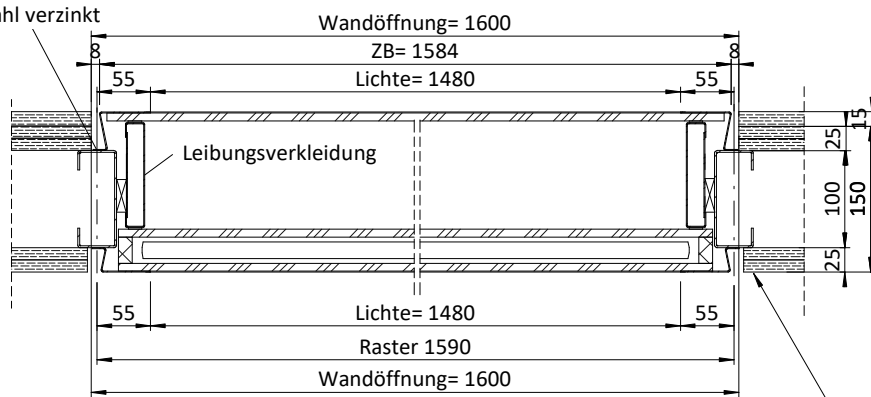 hl verzinkt
Wandöffnung= 1600
8 ZB= 1584 8
55 Lichte= 1480 55
Leibungsverkleidung
15
25
100 150
25
55 Lichte= 1480 55
Raster 1590
Wandöffnung= 1600